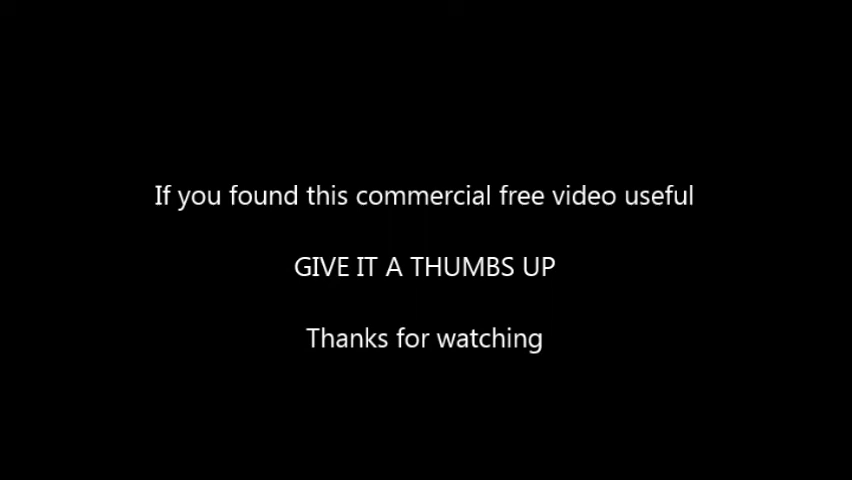 If you found this commercial free video useful
GIVE IT A THUMBS UP
Thanks for watching